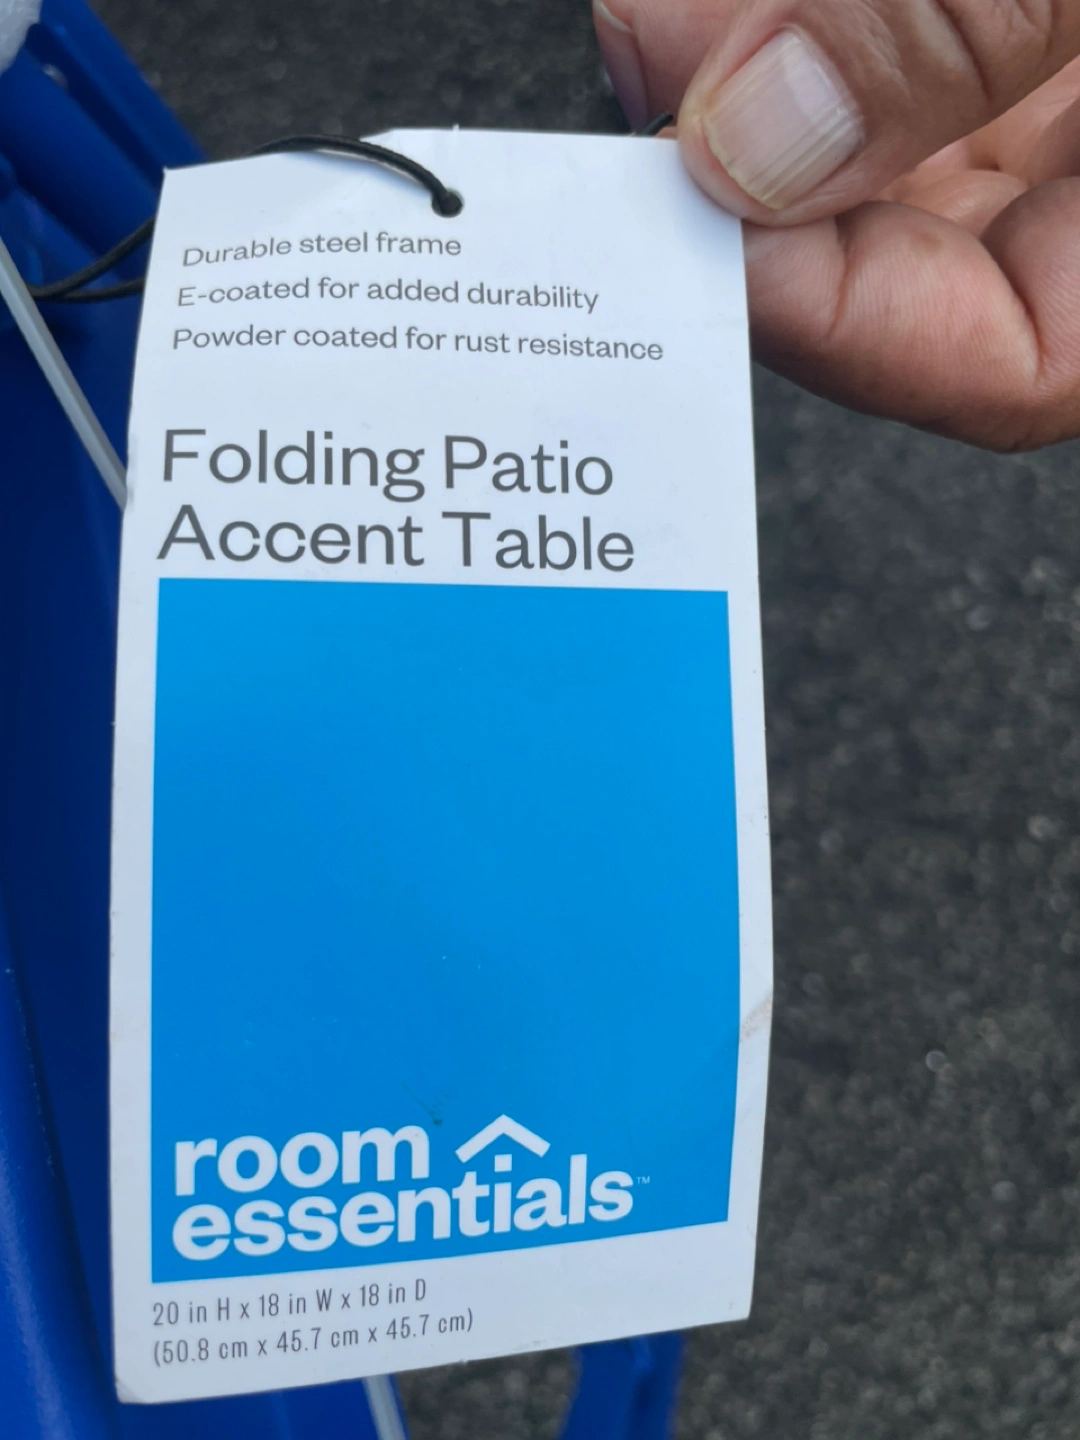 Durable steel frame
E-coated for added durability
Powder coated for rust resistance
Folding Patio
Accent Table
room
essentials™
20 in H x 18 in W x 18 in D
(50.8 cm x 45.7 cm x 45.7 cm)